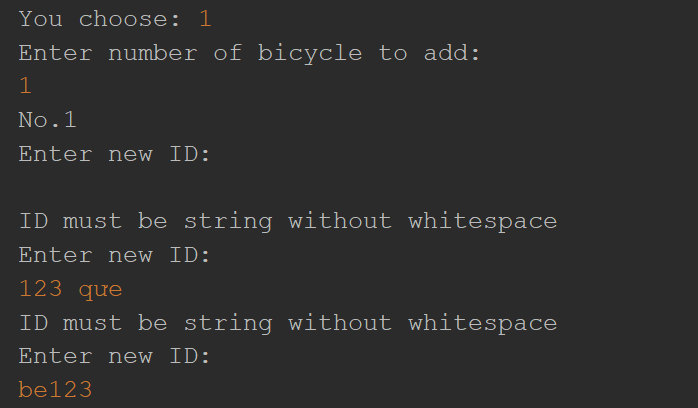 You choose: 1
Enter number of bicycle to add:
1
No.1
Enter new ID:
ID must be string without whitespace
Enter new ID:
123 que
ID must be string without whitespace
Enter new ID:
be123